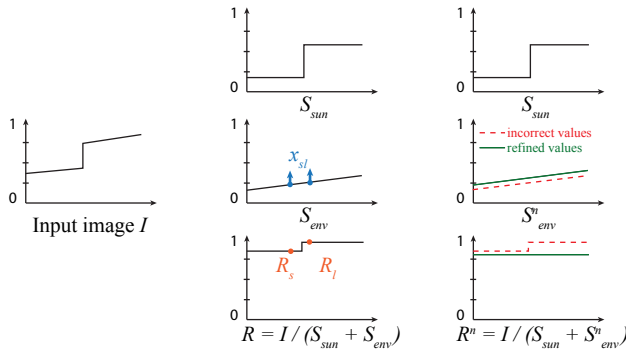 1
0
S_sun
1
0
S_sun
1
0
Input image I
1
0
x_sl
S_env
1
0
incorrect values
refined values
S^n_env
1
0
R_s R_l
R = I / (S_sun + S_env)
1
0
R^n = I / (S_sun + S^n_env)